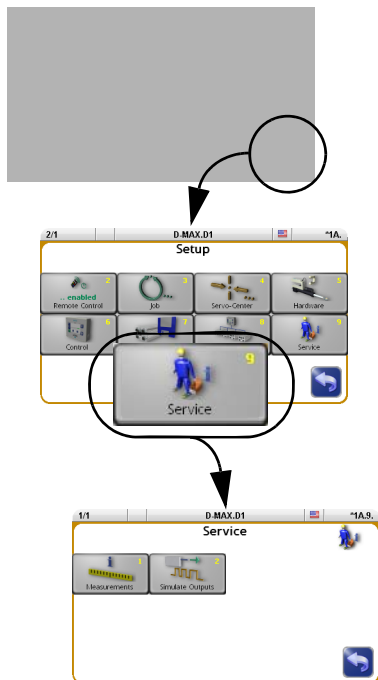 2/1 D-MAX.D1 *1A.
Setup
2 3 4 5
.. enabled
Remote Control Job Servo-Center Hardware
6 7 8 9
Control Service
9
Service
1/1 D-MAX.D1 *1A.9.
Service
1 2
Measurements Simulate Outputs